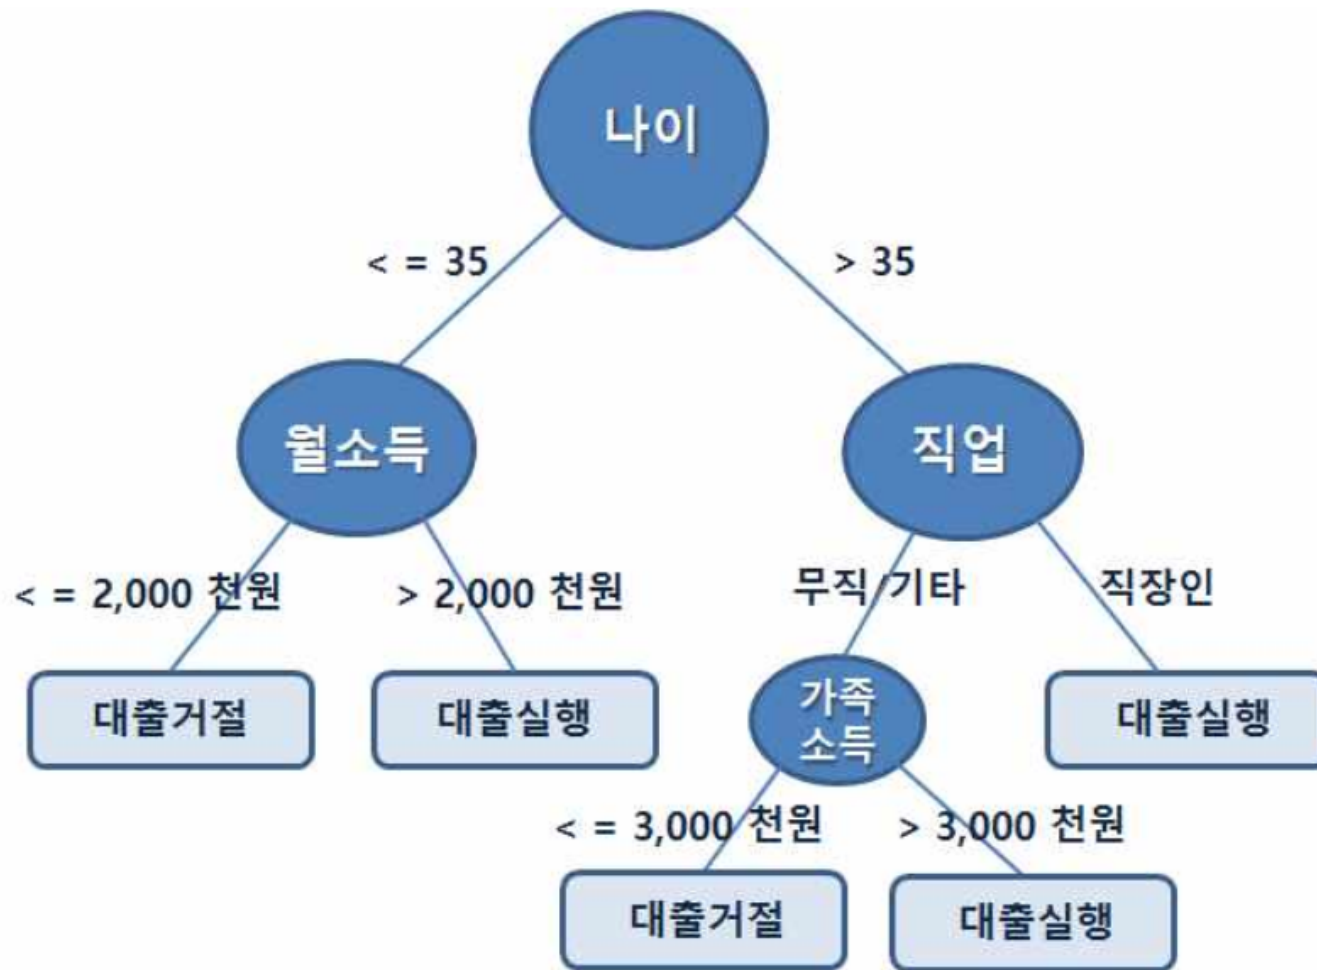 나이
< = 35
> 35
월소득
직업
< = 2,000 천원
> 2,000 천원
무직/기타
직장인
대출거절
대출실행
가족
소득
대출실행
< = 3,000 천원
> 3,000 천원
대출거절
대출실행